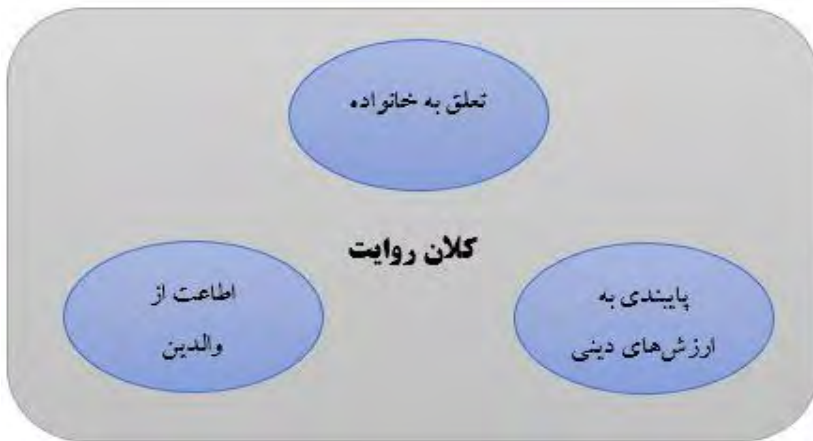 تعلق به خانواده
کلان روایت
پایبندی به
ارزش‌های دینی
اطاعت از
والدین